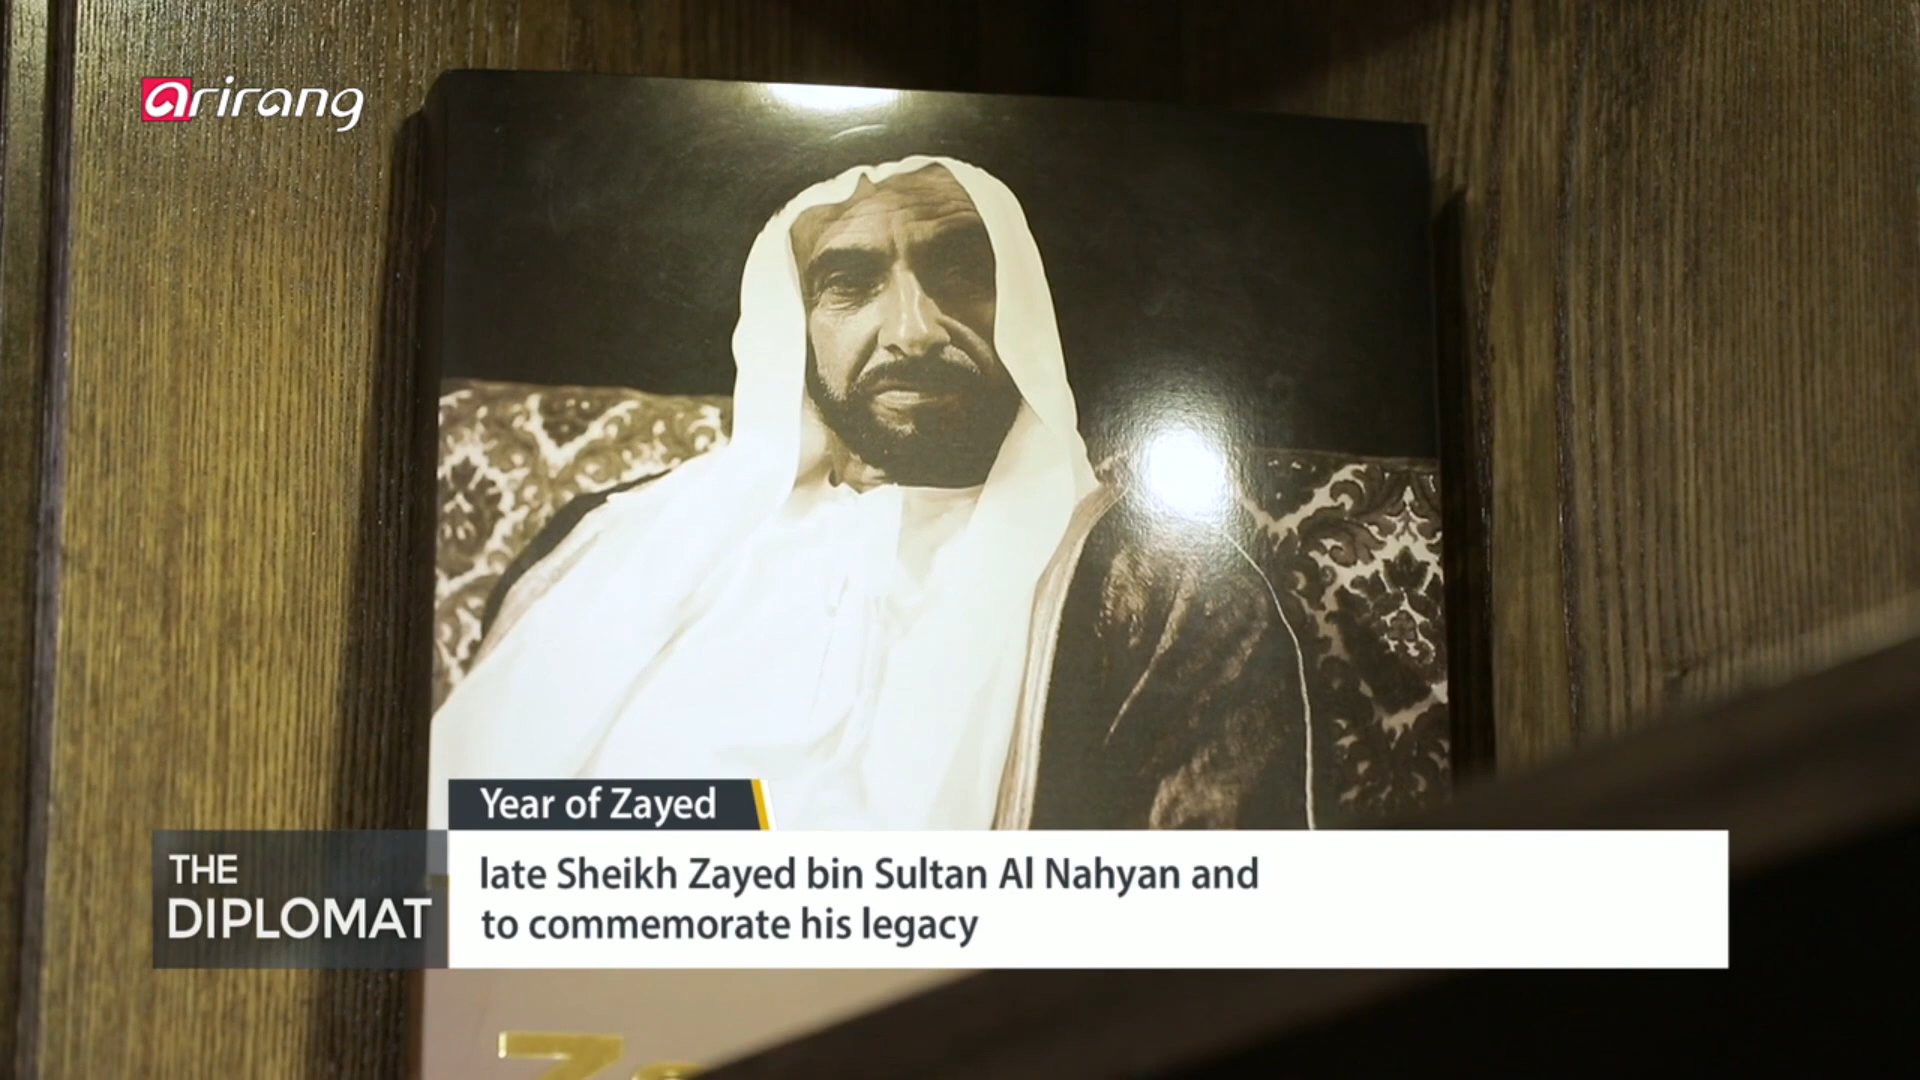 arirang
Year of Zayed
THE
DIPLOMAT
late Sheikh Zayed bin Sultan Al Nahyan and
to commemorate his legacy